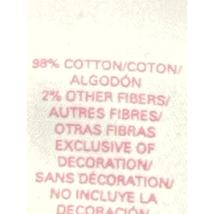 98% COTTON/COTON/
ALGODÓN
2% OTHER FIBERS/
AUTRES FIBRES/
OTRAS FIBRAS
EXCLUSIVE OF
DECORATION/
SANS DÉCORATION/
NO INCLUYE LA
DECORACIÓN